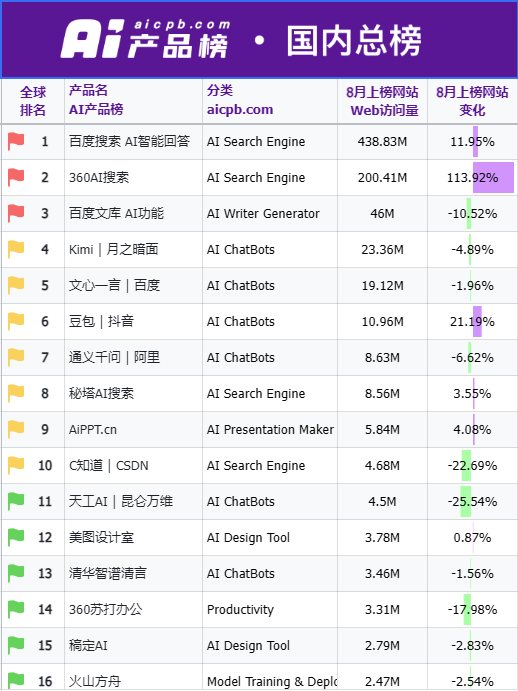 aicpb.com
Ai产品榜 · 国内总榜
全球排名 产品名 AI产品榜 分类 aicpb.com 8月上榜网站 Web访问量 8月上榜网站 变化
1 百度搜索 AI智能回答 AI Search Engine 438.83M 11.95%
2 360AI搜索 AI Search Engine 200.41M 113.92%
3 百度文库 AI功能 AI Writer Generator 46M -10.52%
4 Kimi | 月之暗面 AI ChatBots 23.36M -4.89%
5 文心一言 | 百度 AI ChatBots 19.12M -1.96%
6 豆包 | 抖音 AI ChatBots 10.96M 21.19%
7 通义千问 | 阿里 AI ChatBots 8.63M -6.62%
8 秘塔AI搜索 AI Search Engine 8.56M 3.55%
9 AiPPT.cn AI Presentation Maker 5.84M 4.08%
10 C知道 | CSDN AI Search Engine 4.68M -22.69%
11 天工AI | 昆仑万维 AI ChatBots 4.5M -25.54%
12 美图设计室 AI Design Tool 3.78M 0.87%
13 清华智谱清言 AI ChatBots 3.46M -1.56%
14 360苏打办公 Productivity 3.31M -17.98%
15 稿定AI AI Design Tool 2.79M -2.83%
16 火山方舟 Model Training & Deplo 2.47M -2.54%